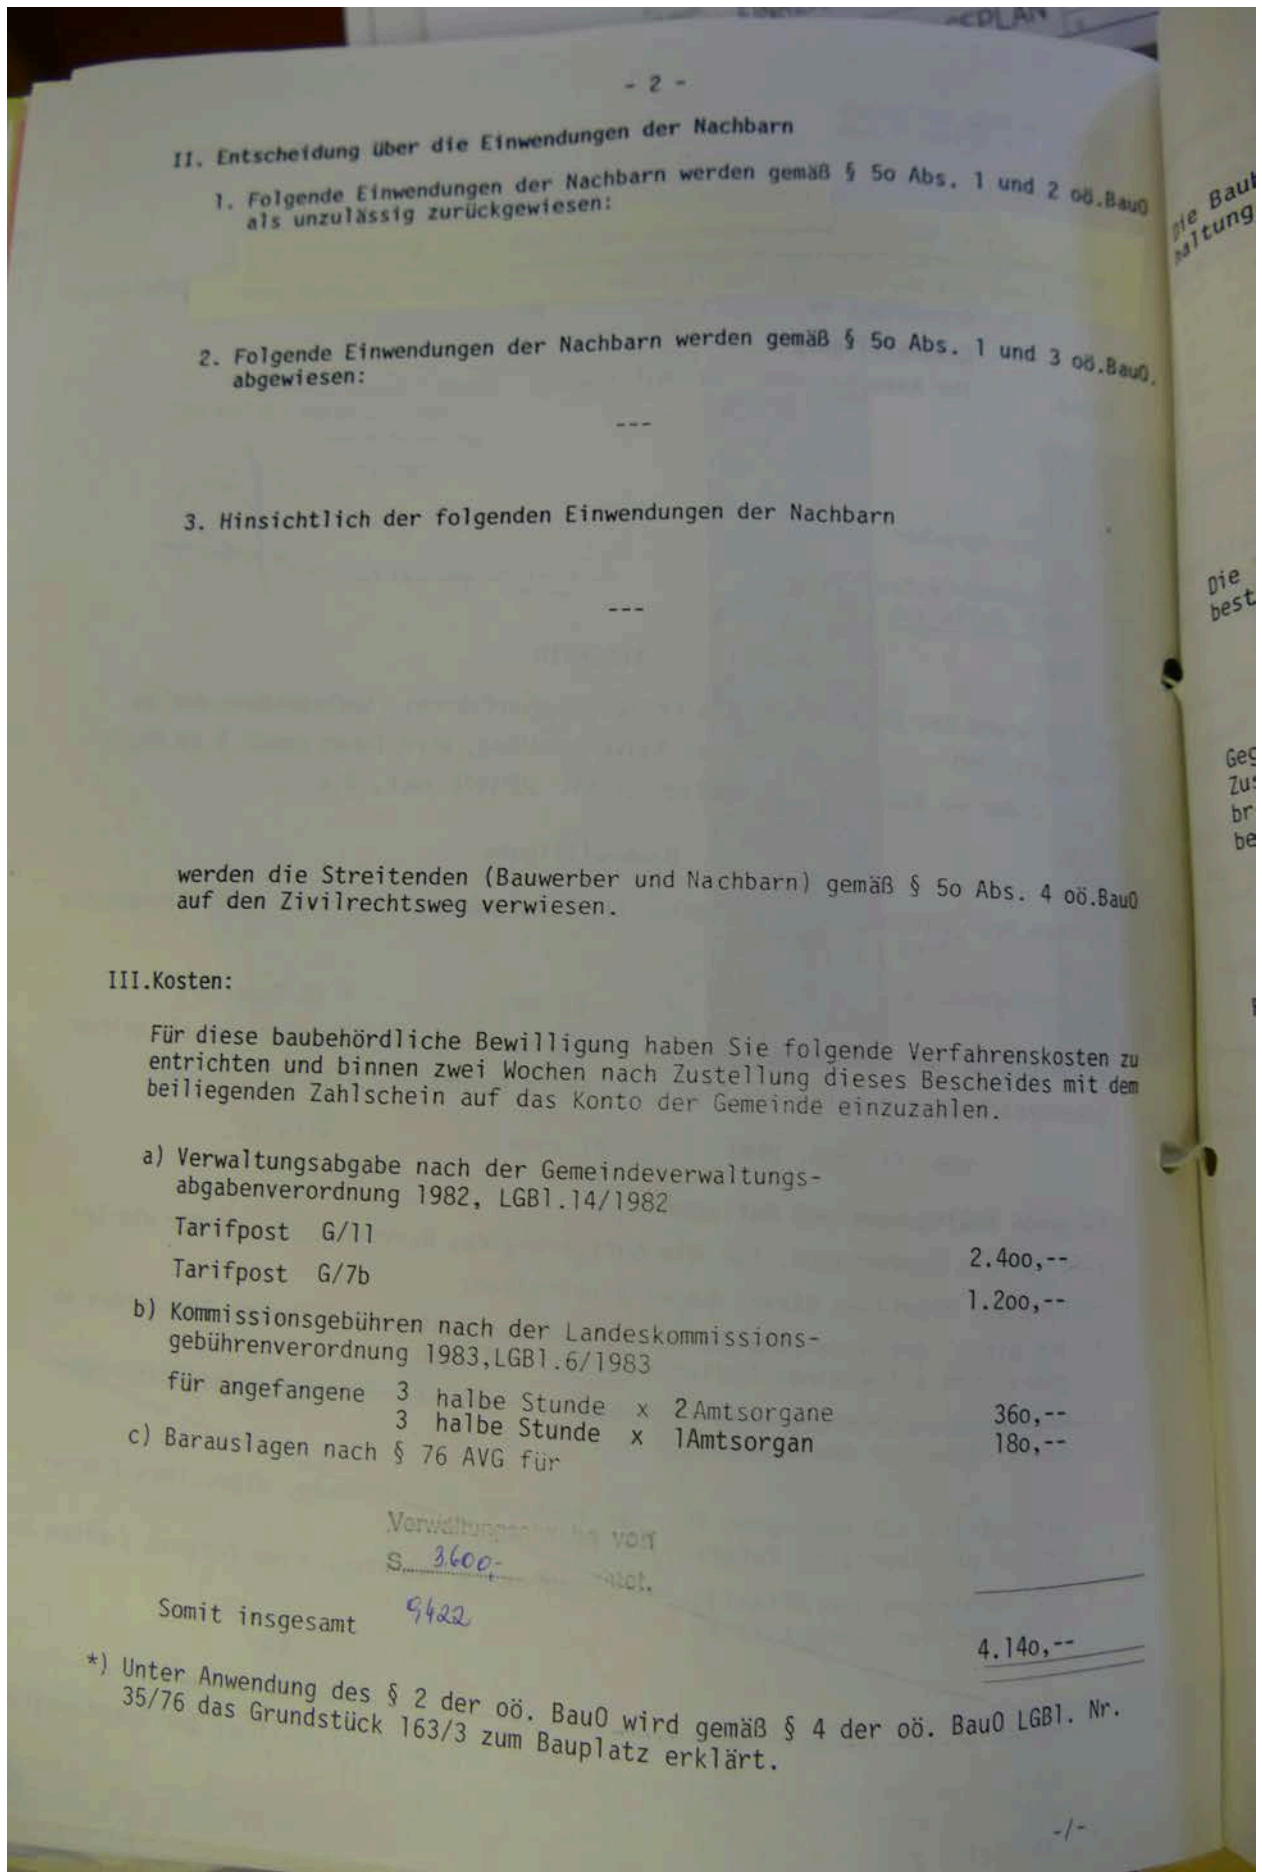 - 2 -
II. Entscheidung über die Einwendungen der Nachbarn
1. Folgende Einwendungen der Nachbarn werden gemäß § 5o Abs. 1 und 2 oö.BauO
als unzulässig zurückgewiesen:
2. Folgende Einwendungen der Nachbarn werden gemäß § 5o Abs. 1 und 3 oö.BauO.
abgewiesen:
---
3. Hinsichtlich der folgenden Einwendungen der Nachbarn
---
werden die Streitenden (Bauwerber und Nachbarn) gemäß § 5o Abs. 4 oö.BauO
auf den Zivilrechtsweg verwiesen.
III.Kosten:
Für diese baubehördliche Bewilligung haben Sie folgende Verfahrenskosten zu
entrichten und binnen zwei Wochen nach Zustellung dieses Bescheides mit dem
beiliegenden Zahlschein auf das Konto der Gemeinde einzuzahlen.
a) Verwaltungsabgabe nach der Gemeindeverwaltungs-
abgabenverordnung 1982, LGBl.14/1982
Tarifpost G/11 2.4oo,--
Tarifpost G/7b 1.2oo,--
b) Kommissionsgebühren nach der Landeskommissions-
gebührenverordnung 1983,LGBl.6/1983
für angefangene 3 halbe Stunde x 2 Amtsorgane 36o,--
3 halbe Stunde x 1Amtsorgan 18o,--
c) Barauslagen nach § 76 AVG für
von
S 3.600,-
9422
Somit insgesamt 4.14o,--
*) Unter Anwendung des § 2 der oö. BauO wird gemäß § 4 der oö. BauO LGBl. Nr.
35/76 das Grundstück 163/3 zum Bauplatz erklärt.
-/-
Die
haltung
Die
best